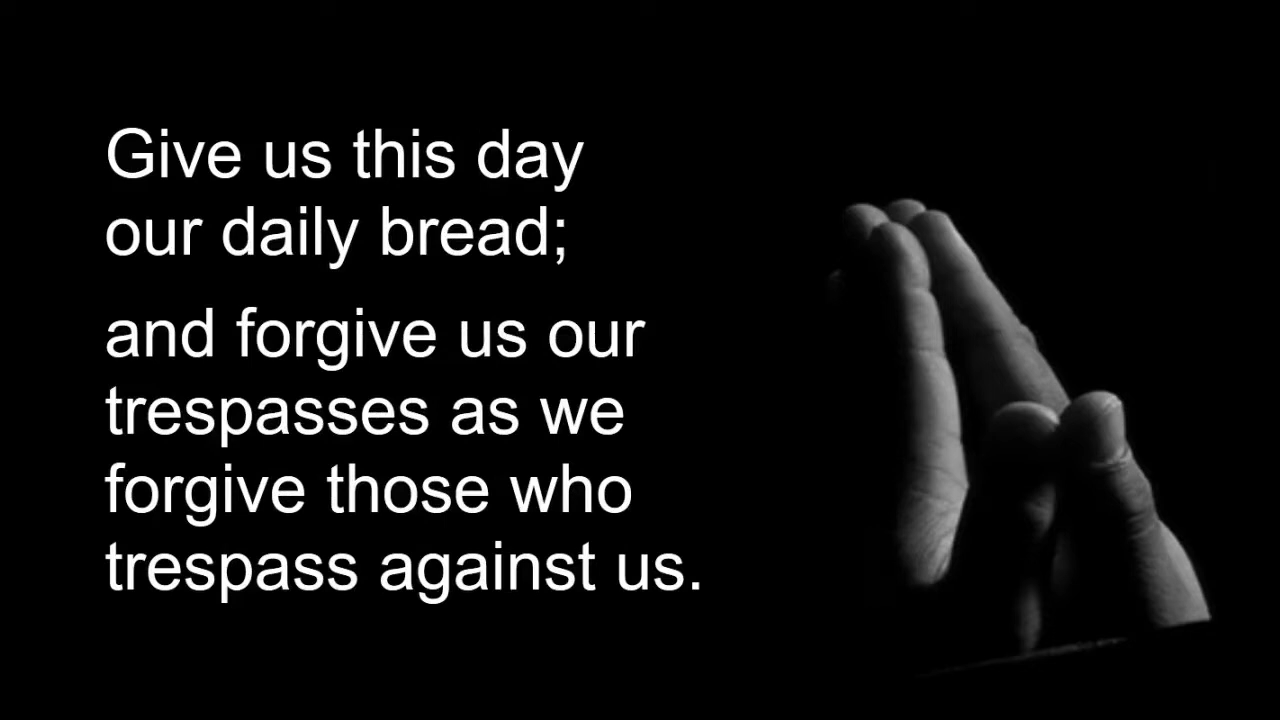 Give us this day
our daily bread;
and forgive us our
trespasses as we
forgive those who
trespass against us.